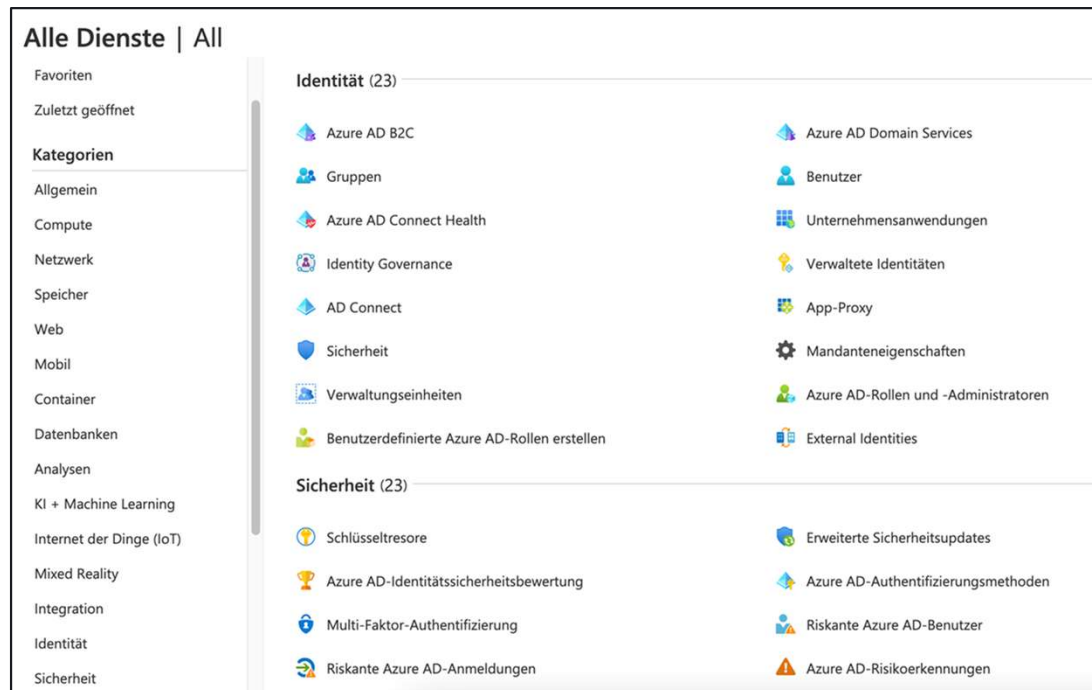 Alle Dienste | All
Favoriten
Zuletzt geöffnet
Kategorien
Allgemein
Compute
Netzwerk
Speicher
Web
Mobil
Container
Datenbanken
Analysen
KI + Machine Learning
Internet der Dinge (IoT)
Mixed Reality
Integration
Identität
Sicherheit
Identität (23)
Azure AD B2C
Azure AD Domain Services
Gruppen
Benutzer
Azure AD Connect Health
Unternehmensanwendungen
Identity Governance
Verwaltete Identitäten
AD Connect
App-Proxy
Sicherheit
Mandanteneigenschaften
Verwaltungseinheiten
Azure AD-Rollen und -Administratoren
Benutzerdefinierte Azure AD-Rollen erstellen
External Identities
Sicherheit (23)
Schlüsseltresore
Erweiterte Sicherheitsupdates
Azure AD-Identitätssicherheitsbewertung
Azure AD-Authentifizierungsmethoden
Multi-Faktor-Authentifizierung
Riskante Azure AD-Benutzer
Riskante Azure AD-Anmeldungen
Azure AD-Risikoerkennungen